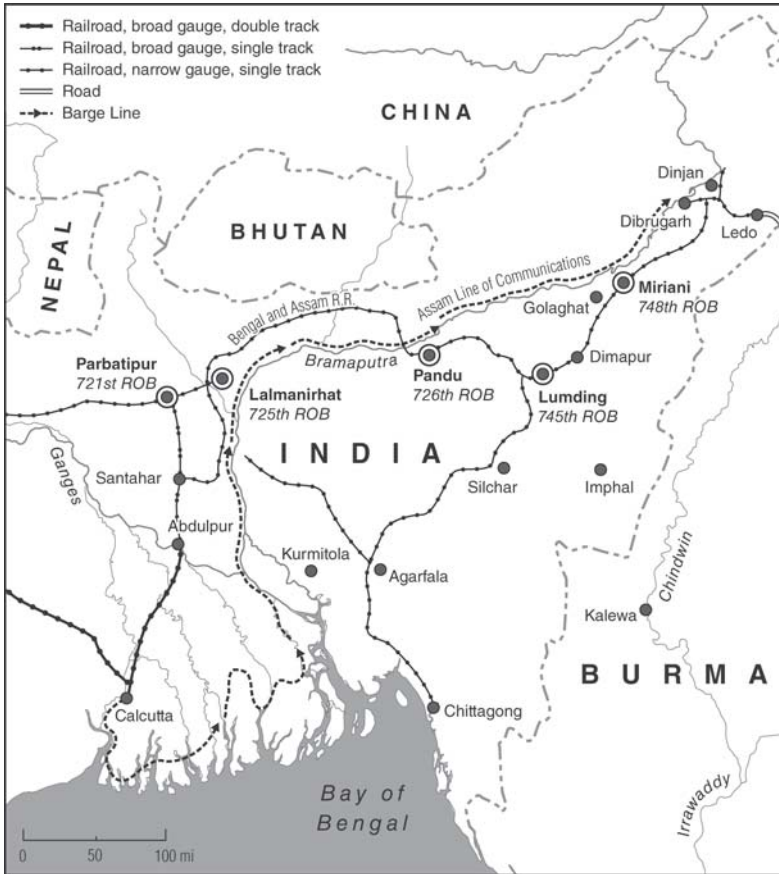 Railroad, broad gauge, double track
Railroad, broad gauge, single track
Railroad, narrow gauge, single track
Road
Barge Line
CHINA
NEPAL
BHUTAN
Dinjan
Dibrugarh
Ledo
Assam Line of Communications
Bengal and Assam R.R.
Golaghat
Miriani
748th ROB
Bramaputra
Parbatipur
721st ROB
Lalmanirhat
725th ROB
Pandu
726th ROB
Dimapur
Lumding
745th ROB
INDIA
Ganges
Santahar
Silchar
Imphal
Abdulpur
Kurmitola
Agarfala
Chindwin
Kalewa
BURMA
Calcutta
Chittagong
Bay of
Bengal
Irrawaddy
0 50 100 mi